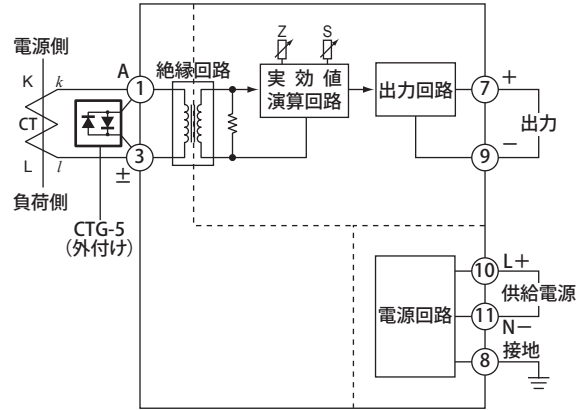 電源側
K
k
CT
L
l
負荷側
CTG-5
(外付け)
A
1
3
±
絶縁回路
Z
S
実効値
演算回路
出力回路
7
+
出力
9
−
電源回路
10
L+
供給電源
11
N−
8
接地